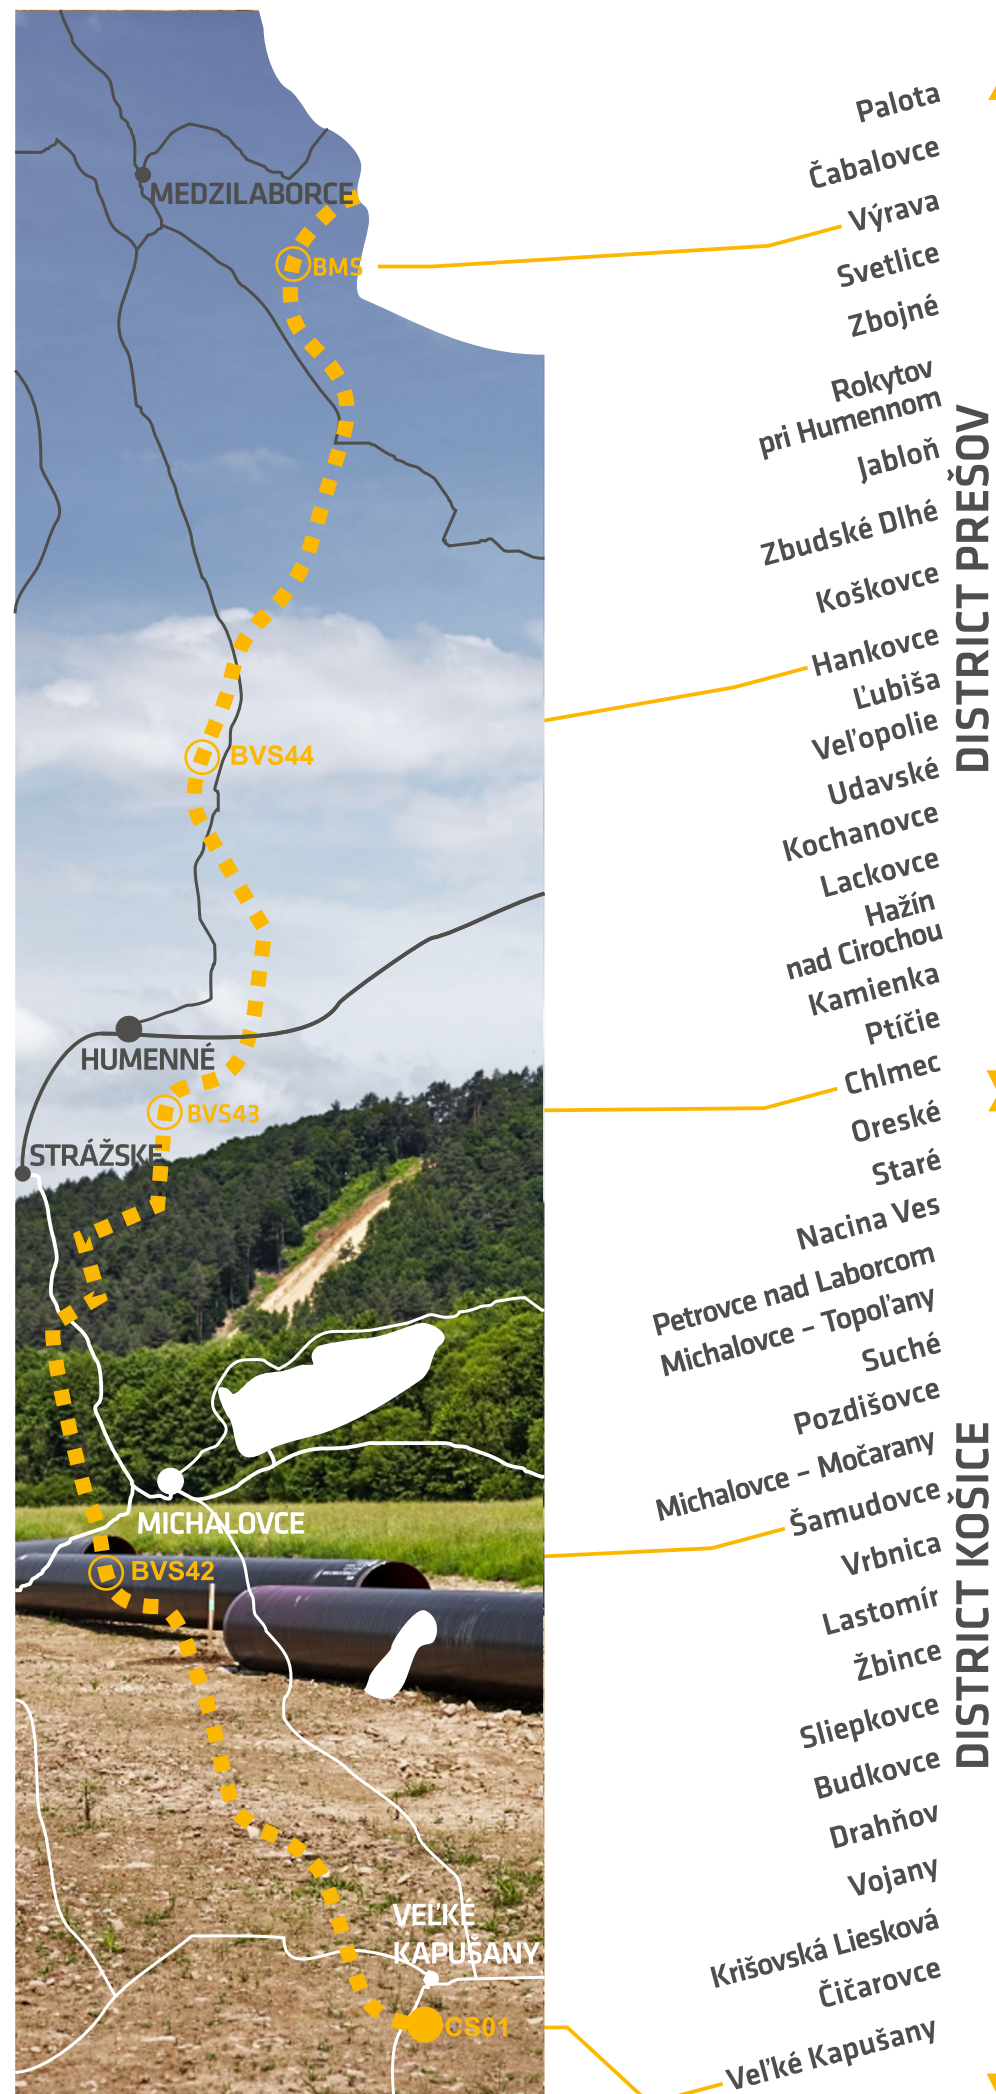 MEDZILABORCE
BMS
BVS44
HUMENNÉ
BVS43
STRÁŽSKE
MICHALOVCE
BVS42
VEĽKÉ
KAPUŠANY
CS01
Palota
Čabalovce
Výrava
Svetlice
Zbojné
Rokytov
pri Humennom
Jabloň
Zbudské Dlhé
Koškovce
Hankovce
Ľubiša
Veľopolie
Udavské
Kochanovce
Lackovce
Hažín
nad Cirochou
Kamienka
Ptíčie
Chlmec
Oreské
Staré
Nacina Ves
Petrovce nad Laborcom
Michalovce – Topoľany
Suché
Pozdišovce
Michalovce – Močarany
Šamudovce
Vrbnica
Lastomír
Žbince
Sliepkovce
Budkovce
Drahňov
Vojany
Krišovská Liesková
Čičarovce
Veľké Kapušany
DISTRICT PREŠOV
DISTRICT KOŠICE